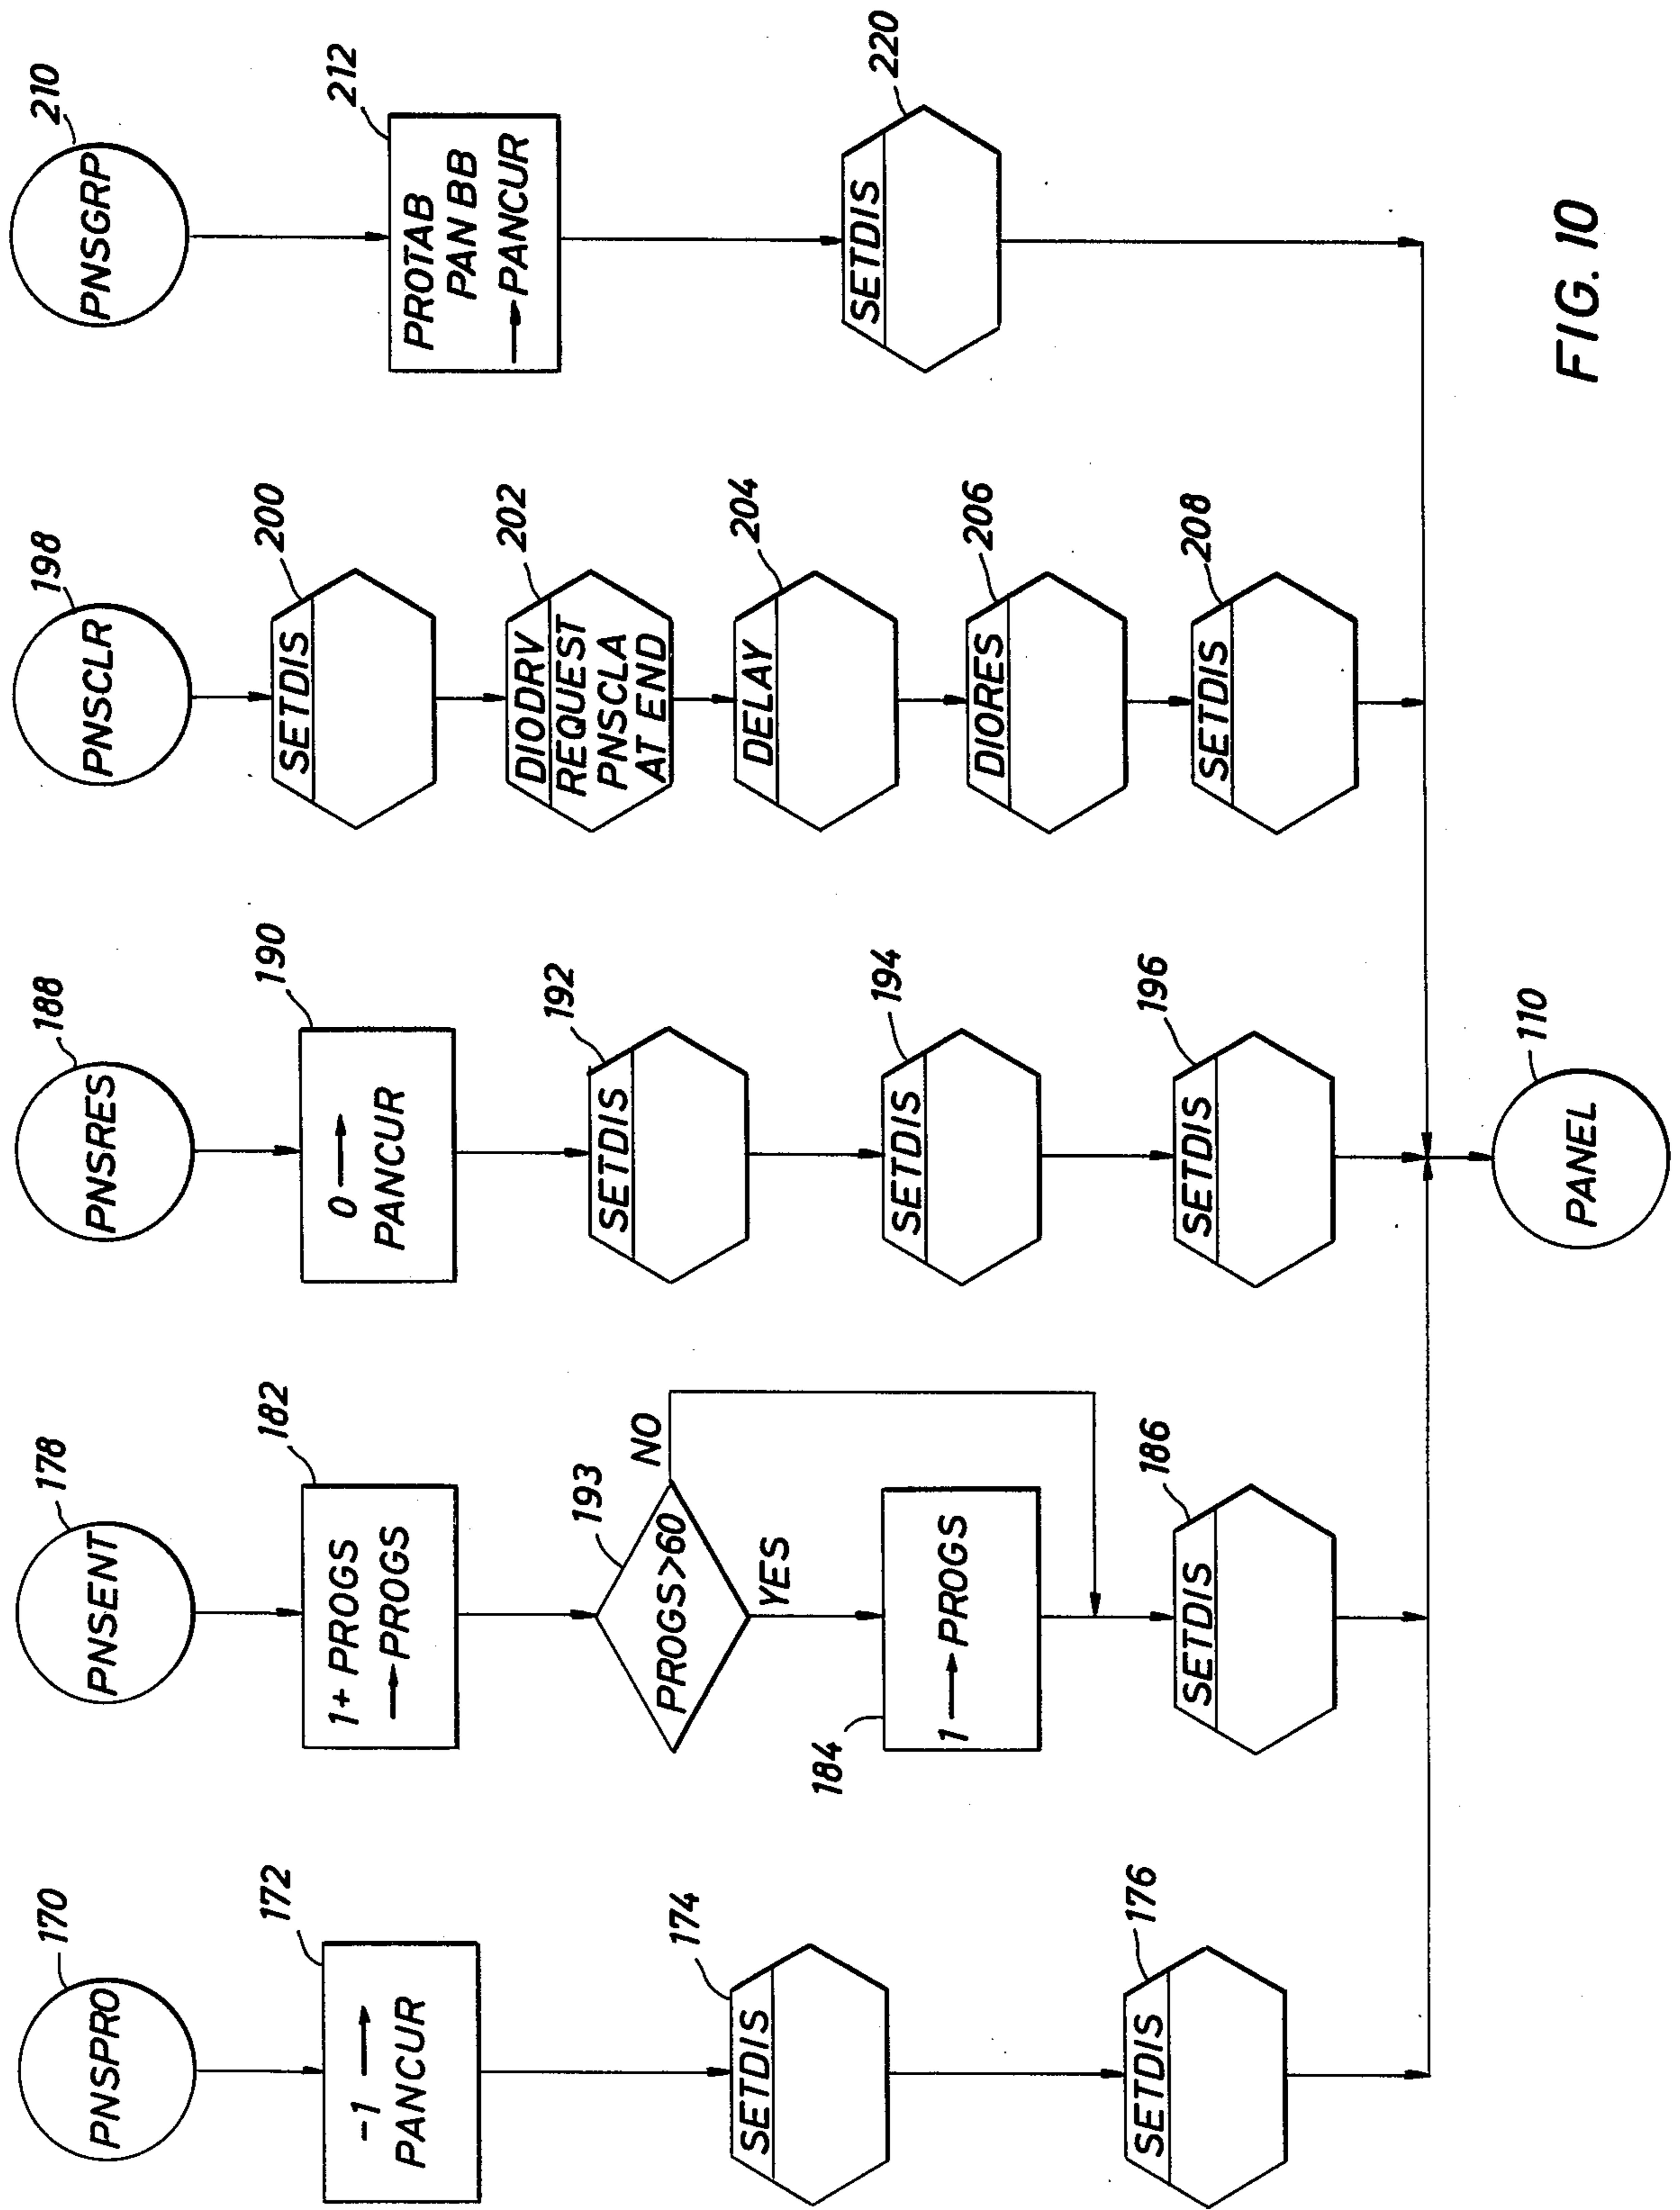 170
PNSPRO
172
-1 →
PANCUR
174
SETDIS
176
SETDIS
178
PNSENT
182
1+ PROGS
→ PROGS
193
PROGS>60
NO
YES
184
1 → PROGS
186
SETDIS
188
PNSRES
190
0 →
PANCUR
192
SETDIS
194
SETDIS
196
SETDIS
198
PNSCLR
200
SETDIS
202
DIODRV
REQUEST
PNSCLA
AT END
204
DELAY
206
DIORES
208
SETDIS
210
PNSGRP
212
PROTAB
PAN BB
→ PANCUR
220
SETDIS
110
PANEL
FIG. 10